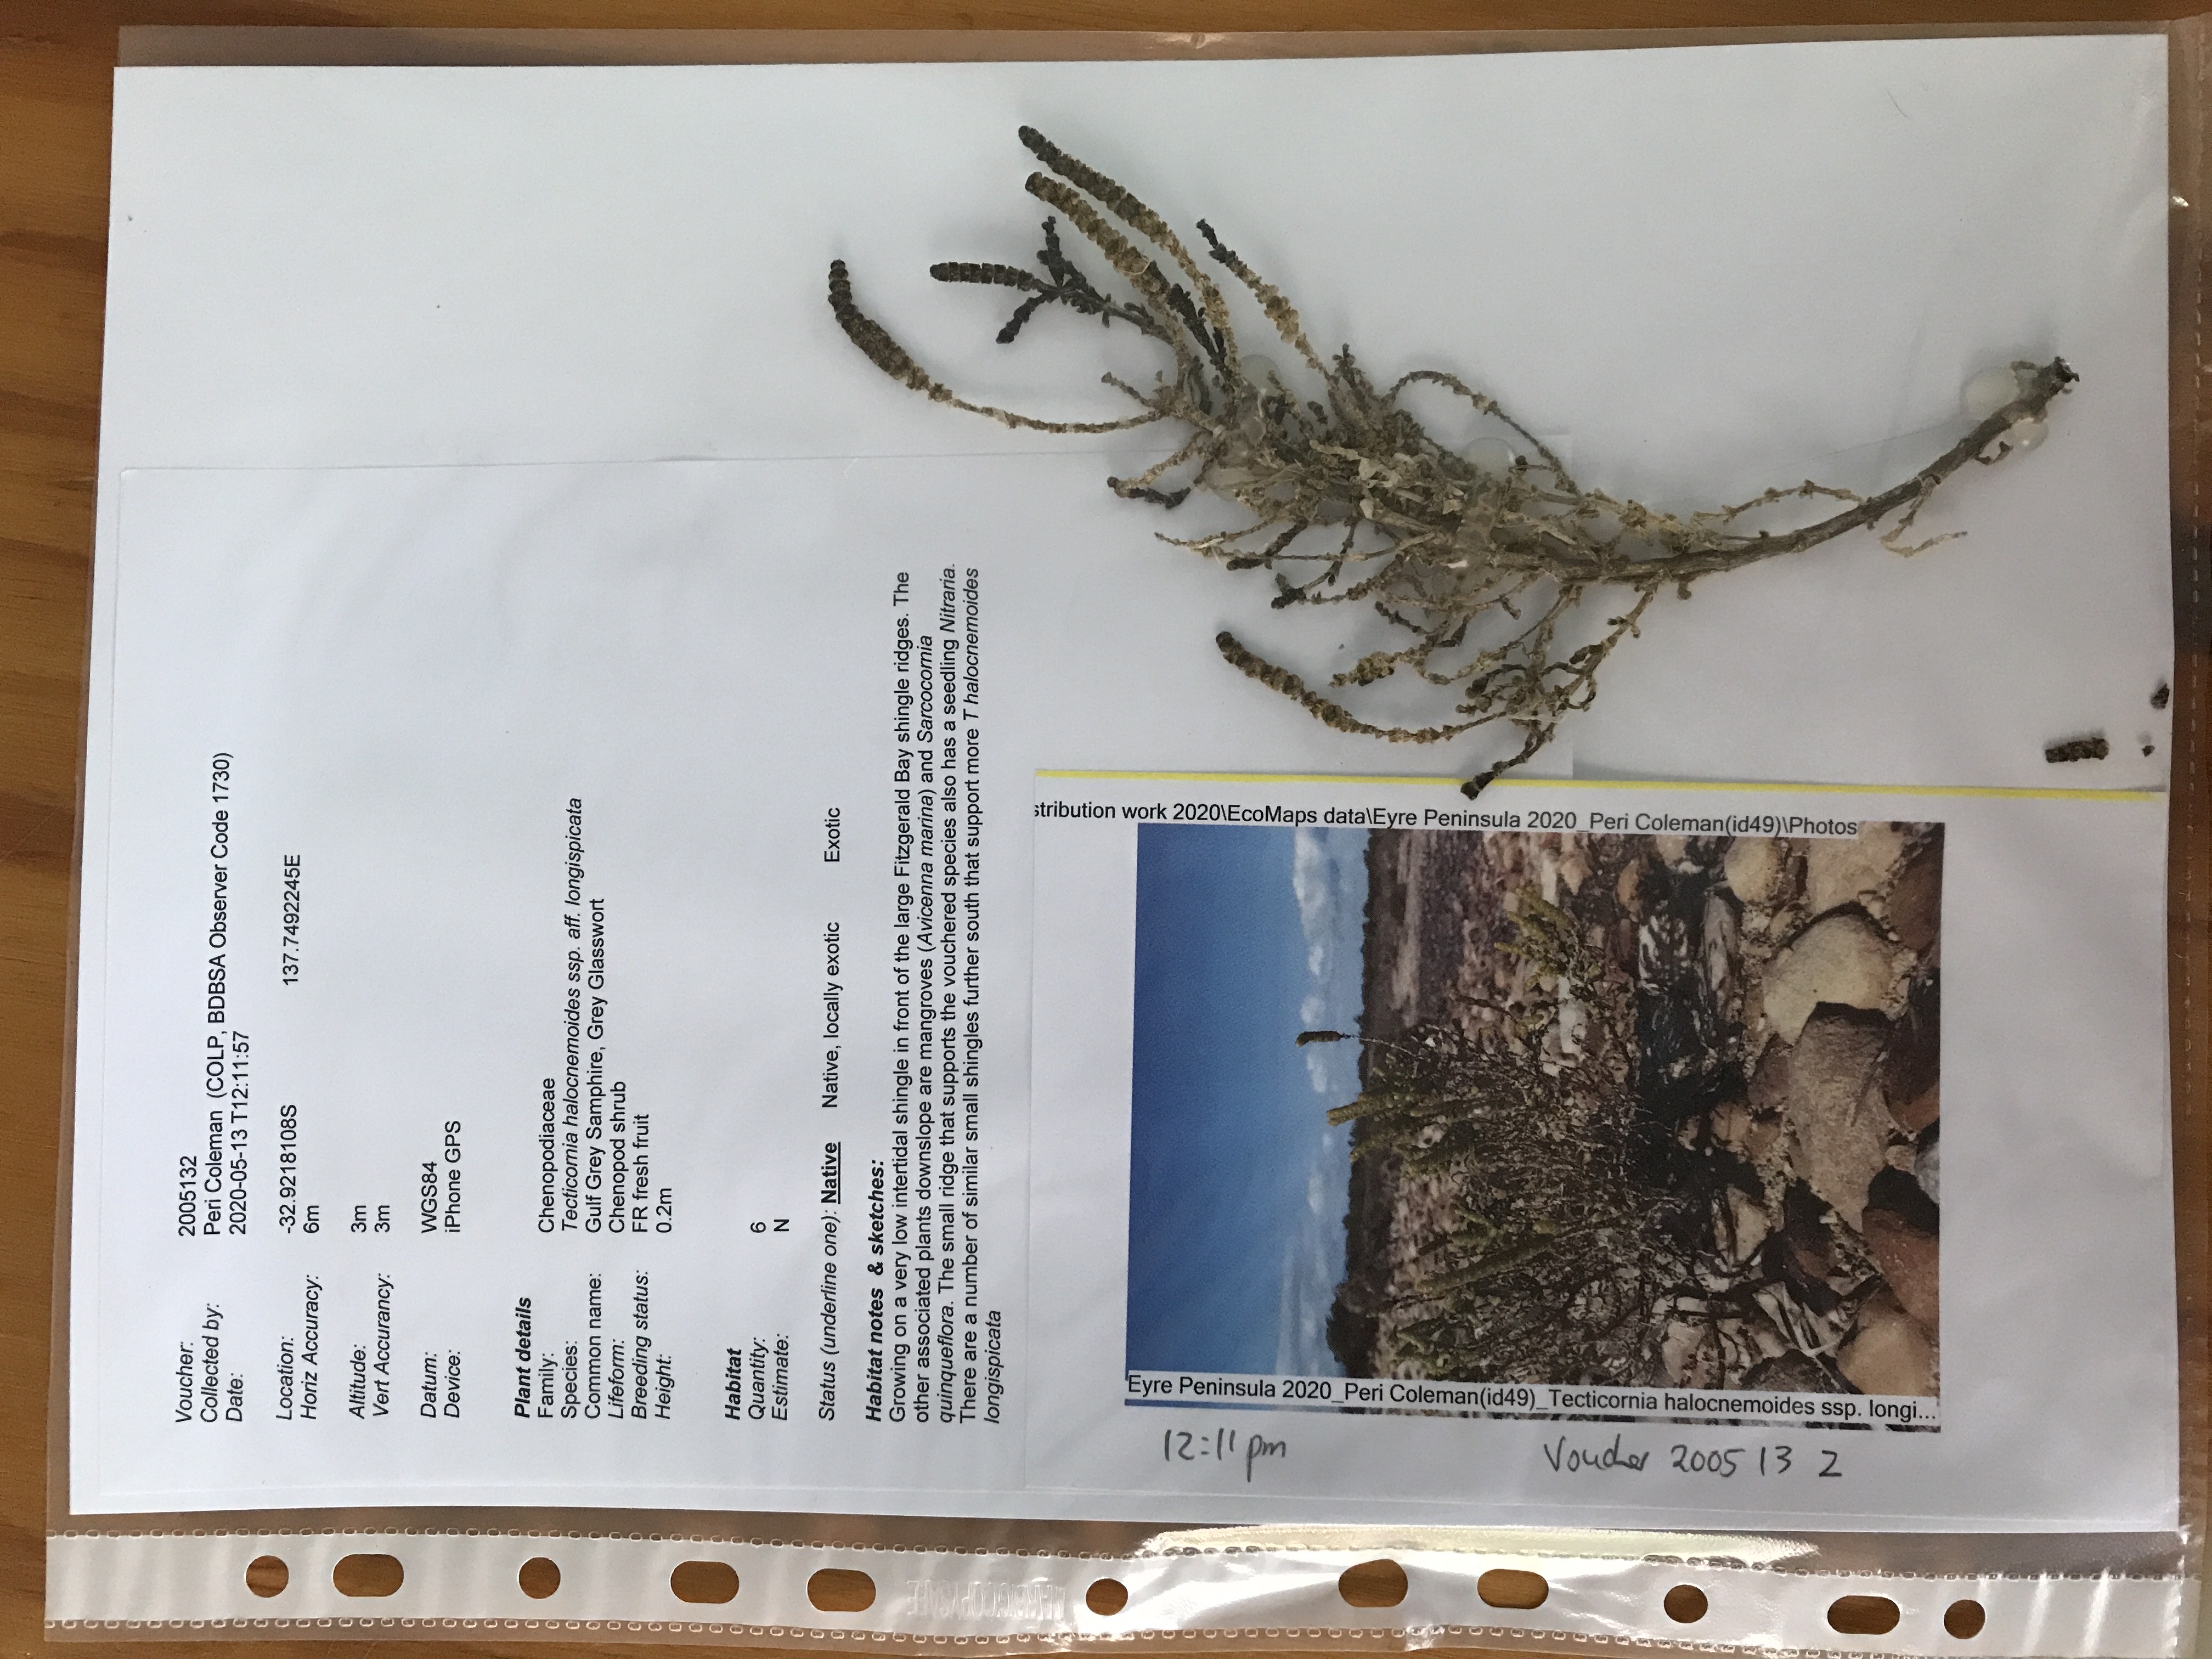 Voucher: 2005132
Collected by: Peri Coleman (COLP, BDBSA Observer Code 1730)
Date: 2020-05-13 T12:11:57
Location: -32.9218108S 137.7492245E
Horiz Accuracy: 6m
Altitude: 3m
Vert Accurancy: 3m
Datum: WGS84
Device: iPhone GPS
Plant details
Family: Chenopodiaceae
Species: Tecticornia halocnemoides ssp. aff. longispicata
Common name: Gulf Grey Samphire, Grey Glasswort
Lifeform: Chenopod shrub
Breeding status: FR fresh fruit
Height: 0.2m
Habitat
Quantity: 6
Estimate: N
Status (underline one): Native Native, locally exotic Exotic
Habitat notes & sketches:
Growing on a very low intertidal shingle in front of the large Fitzgerald Bay shingle ridges. The
other associated plants downslope are mangroves (Avicenna marina) and Sarcocornia
quinqueflora. The small ridge that supports the vouchered species also has a seedling Nitraria.
There are a number of similar small shingles further south that support more T halocnemoides
longispicata
stribution work 2020\EcoMaps data\Eyre Peninsula 2020_Peri Coleman(id49)\Photos
Eyre Peninsula 2020_Peri Coleman(id49)_Tecticornia halocnemoides ssp. longi...
12:11 pm Voucher 2005 13 2